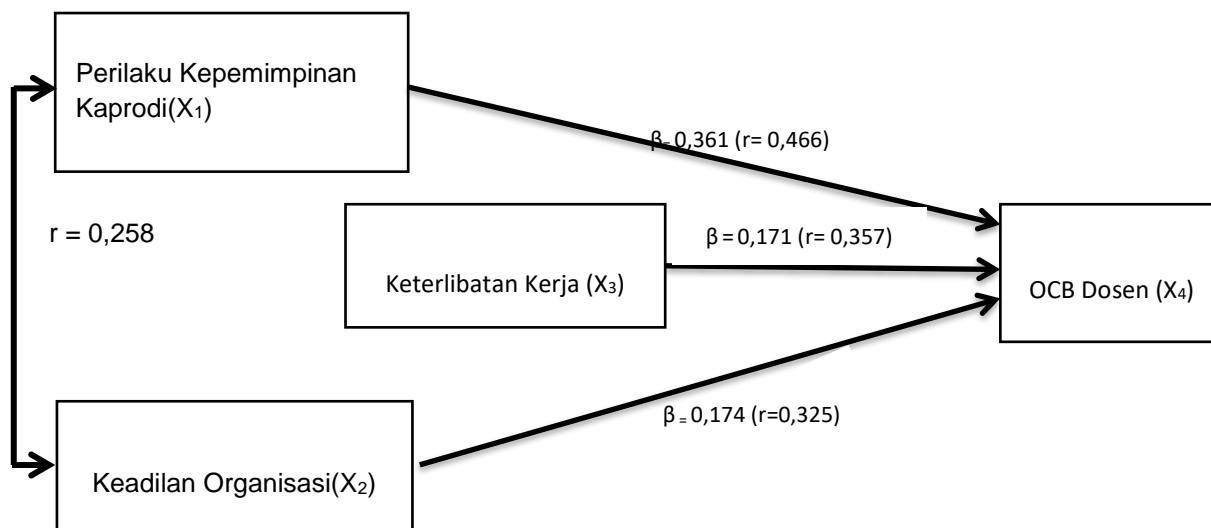 Perilaku Kepemimpinan
Kaprodi(X₁)
β= 0,361 (r= 0,466)
r = 0,258
β = 0,171 (r= 0,357)
Keterlibatan Kerja (X₃)
OCB Dosen (X₄)
β = 0,174 (r=0,325)
Keadilan Organisasi(X₂)